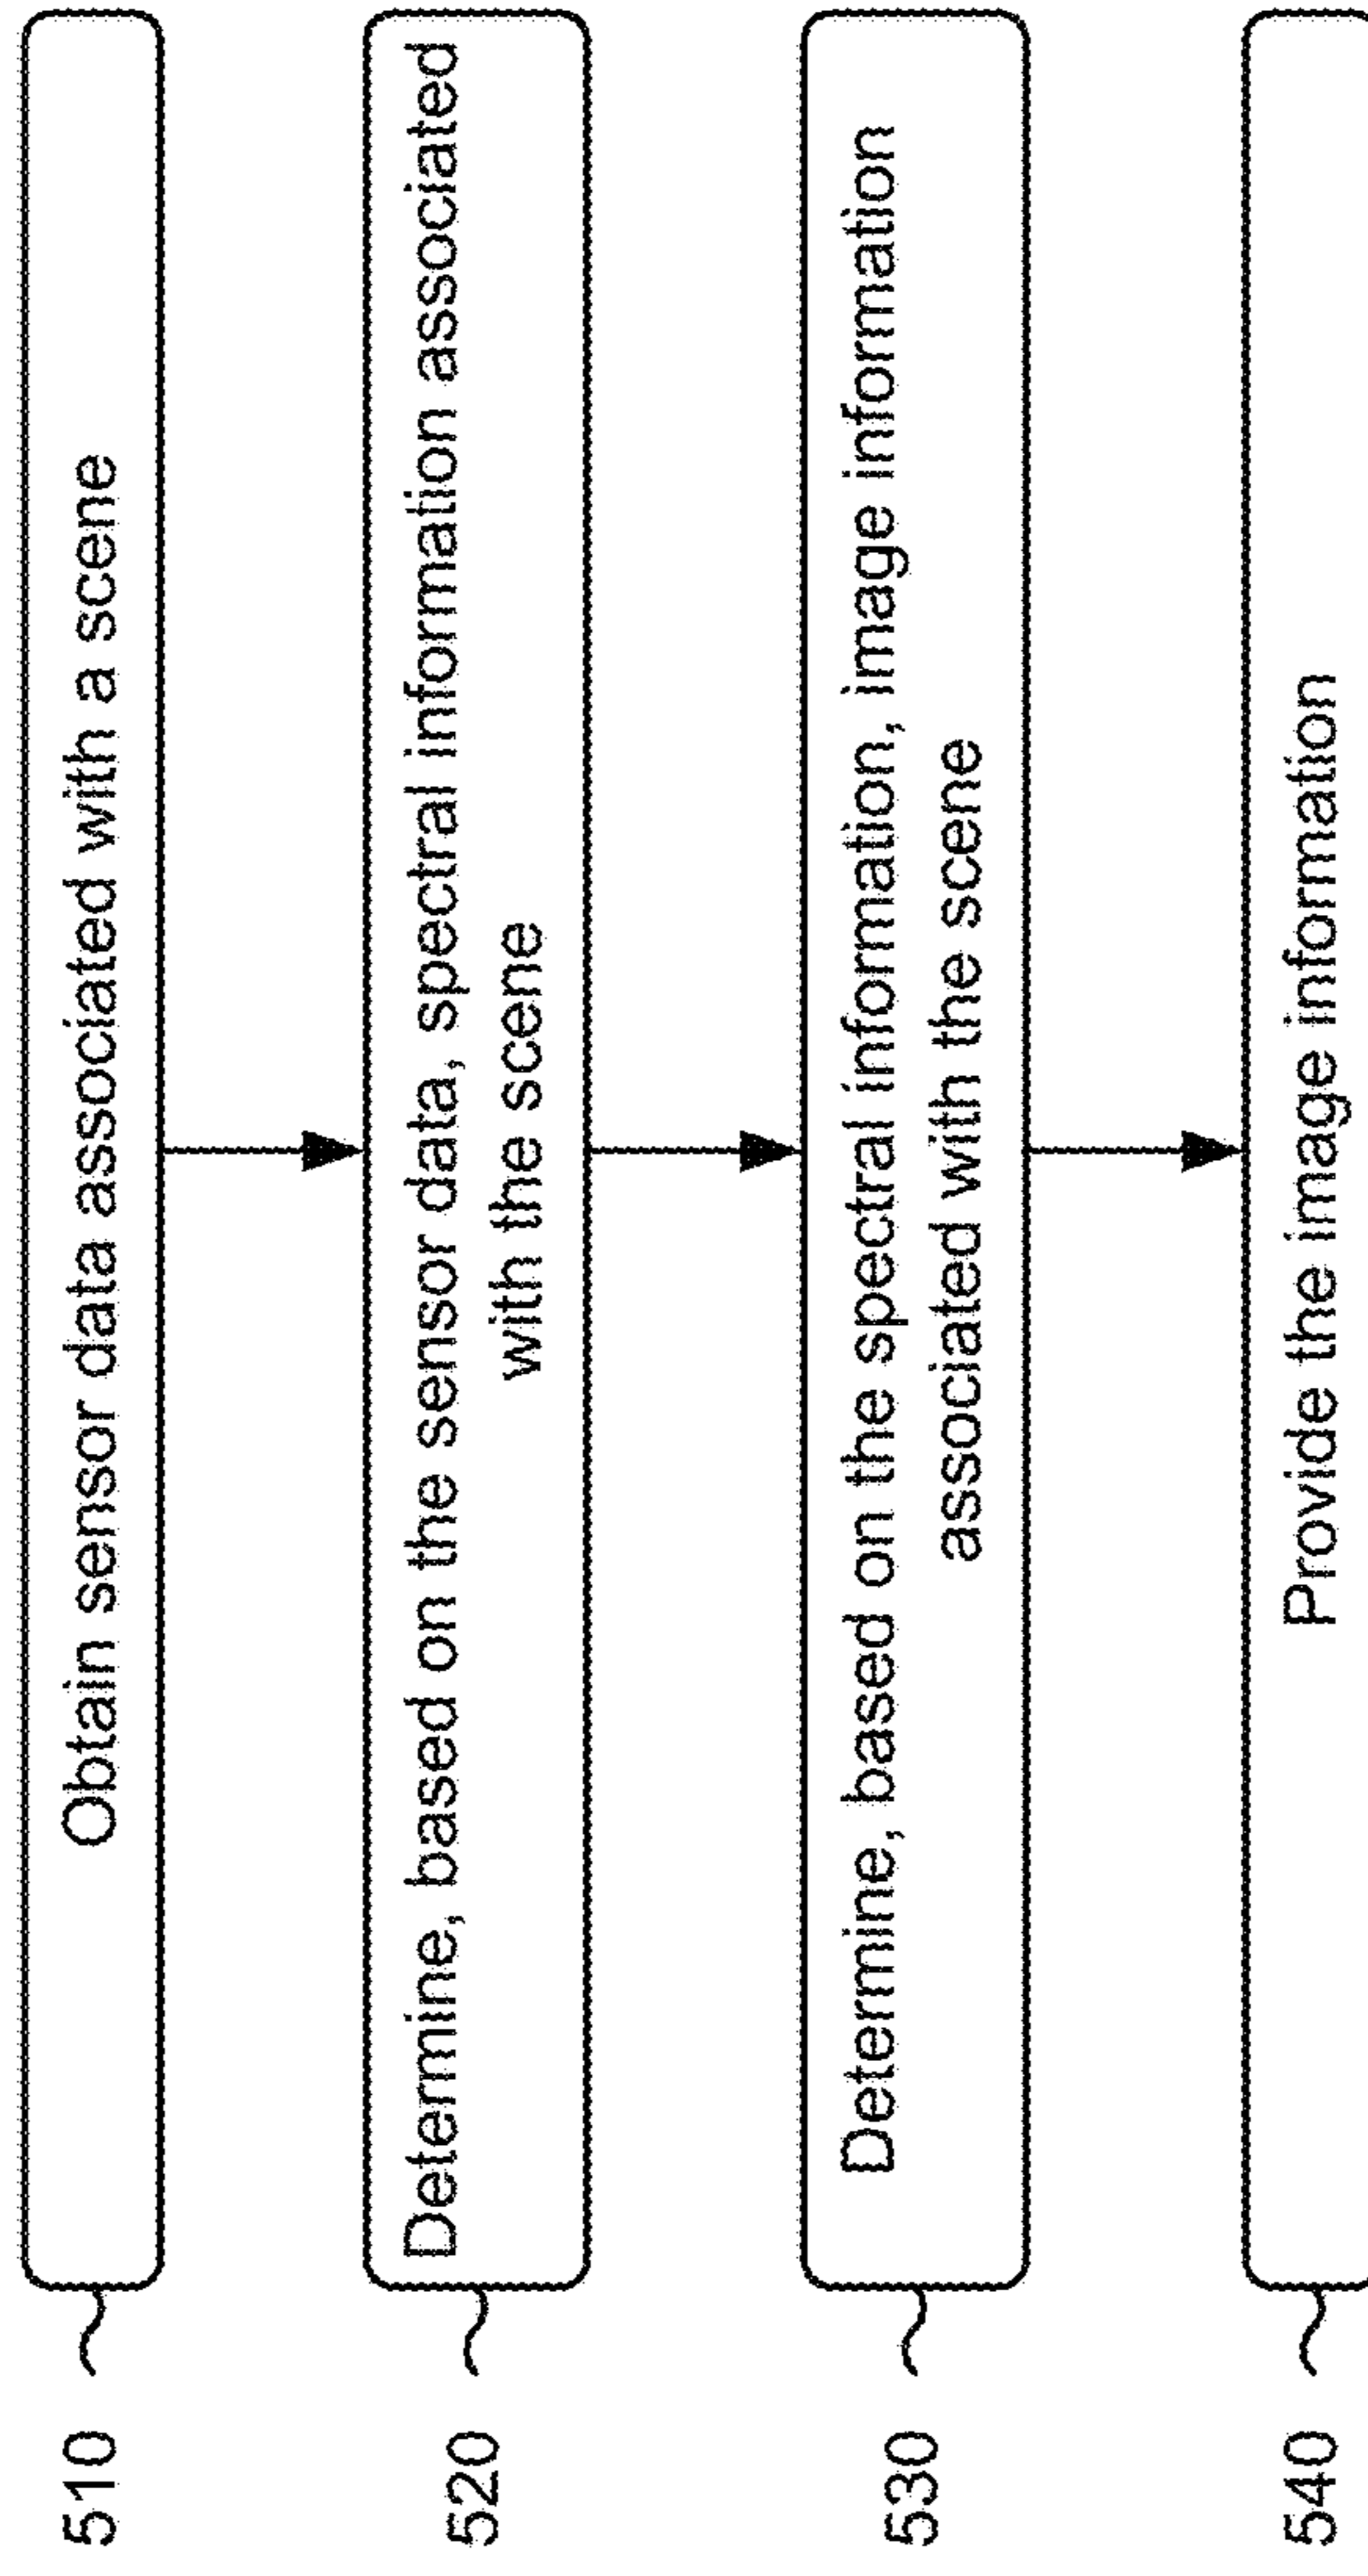 510
Obtain sensor data associated with a scene
520
Determine, based on the sensor data, spectral information associated
with the scene
530
Determine, based on the spectral information, image information
associated with the scene
540
Provide the image information